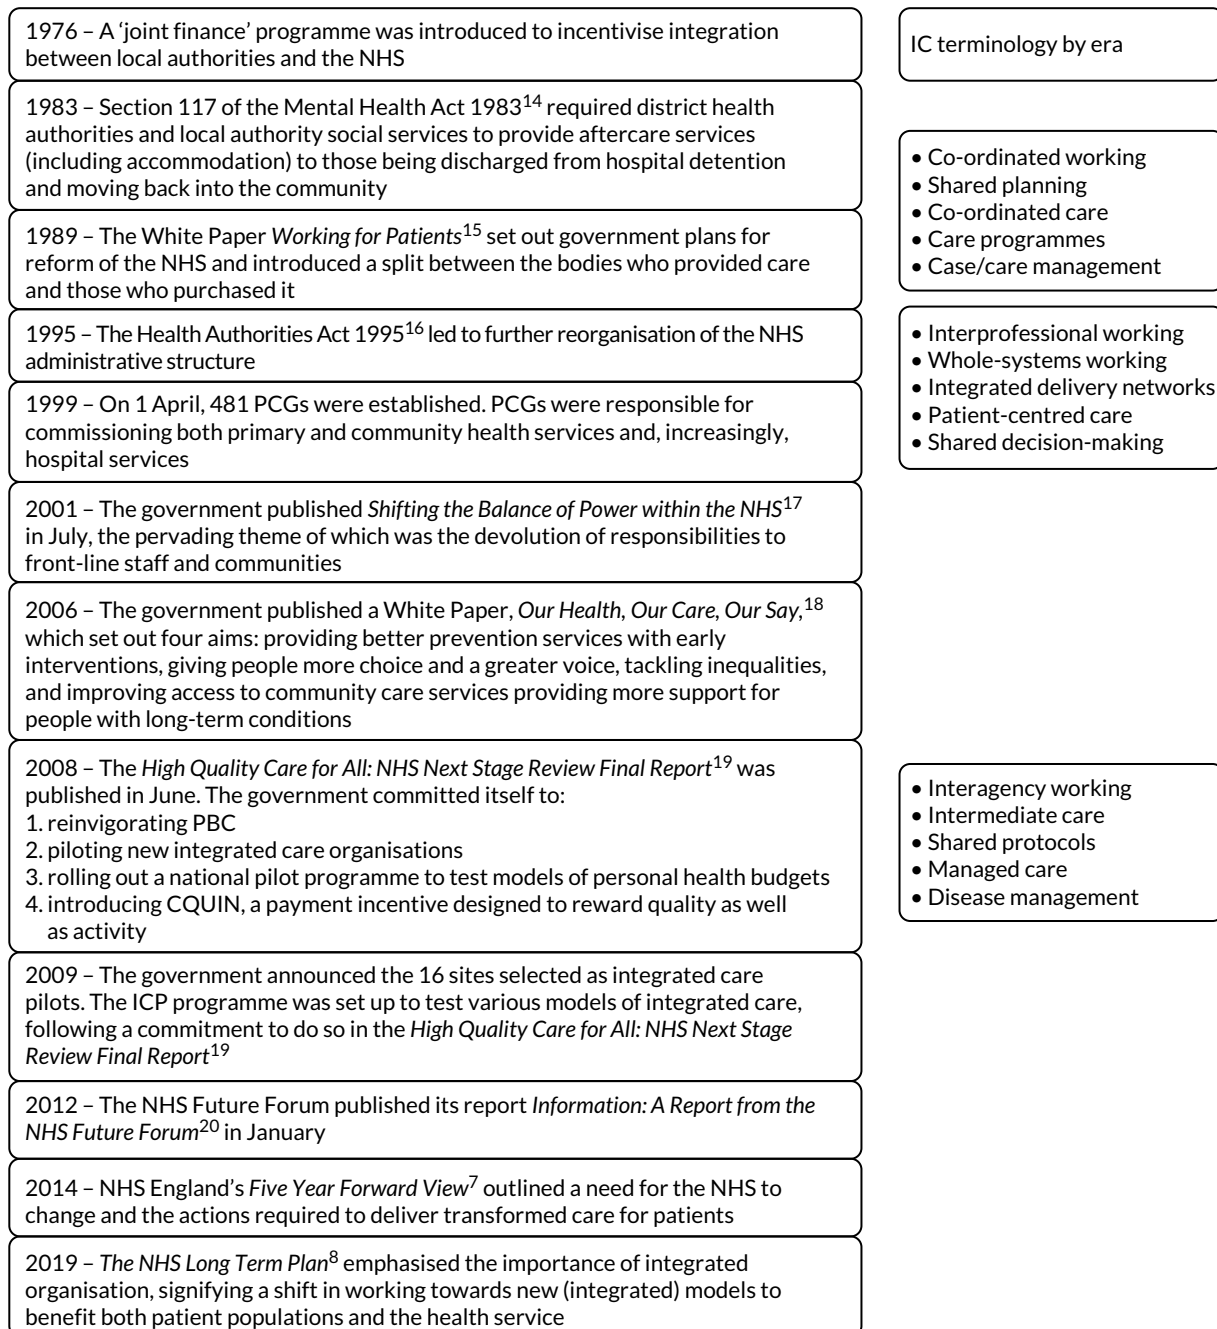 1976 – A ‘joint finance’ programme was introduced to incentivise integration
between local authorities and the NHS
1983 – Section 117 of the Mental Health Act 1983¹⁴ required district health
authorities and local authority social services to provide aftercare services
(including accommodation) to those being discharged from hospital detention
and moving back into the community
1989 – The White Paper Working for Patients¹⁵ set out government plans for
reform of the NHS and introduced a split between the bodies who provided care
and those who purchased it
1995 – The Health Authorities Act 1995¹⁶ led to further reorganisation of the NHS
administrative structure
1999 – On 1 April, 481 PCGs were established. PCGs were responsible for
commissioning both primary and community health services and, increasingly,
hospital services
2001 – The government published Shifting the Balance of Power within the NHS¹⁷
in July, the pervading theme of which was the devolution of responsibilities to
front-line staff and communities
2006 – The government published a White Paper, Our Health, Our Care, Our Say,¹⁸
which set out four aims: providing better prevention services with early
interventions, giving people more choice and a greater voice, tackling inequalities,
and improving access to community care services providing more support for
people with long-term conditions
2008 – The High Quality Care for All: NHS Next Stage Review Final Report¹⁹ was
published in June. The government committed itself to:
1. reinvigorating PBC
2. piloting new integrated care organisations
3. rolling out a national pilot programme to test models of personal health budgets
4. introducing CQUIN, a payment incentive designed to reward quality as well
as activity
2009 – The government announced the 16 sites selected as integrated care
pilots. The ICP programme was set up to test various models of integrated care,
following a commitment to do so in the High Quality Care for All: NHS Next Stage
Review Final Report¹⁹
2012 – The NHS Future Forum published its report Information: A Report from the
NHS Future Forum²⁰ in January
2014 – NHS England’s Five Year Forward View⁷ outlined a need for the NHS to
change and the actions required to deliver transformed care for patients
2019 – The NHS Long Term Plan⁸ emphasised the importance of integrated
organisation, signifying a shift in working towards new (integrated) models to
benefit both patient populations and the health service
IC terminology by era
• Co-ordinated working
• Shared planning
• Co-ordinated care
• Care programmes
• Case/care management
• Interprofessional working
• Whole-systems working
• Integrated delivery networks
• Patient-centred care
• Shared decision-making
• Interagency working
• Intermediate care
• Shared protocols
• Managed care
• Disease management